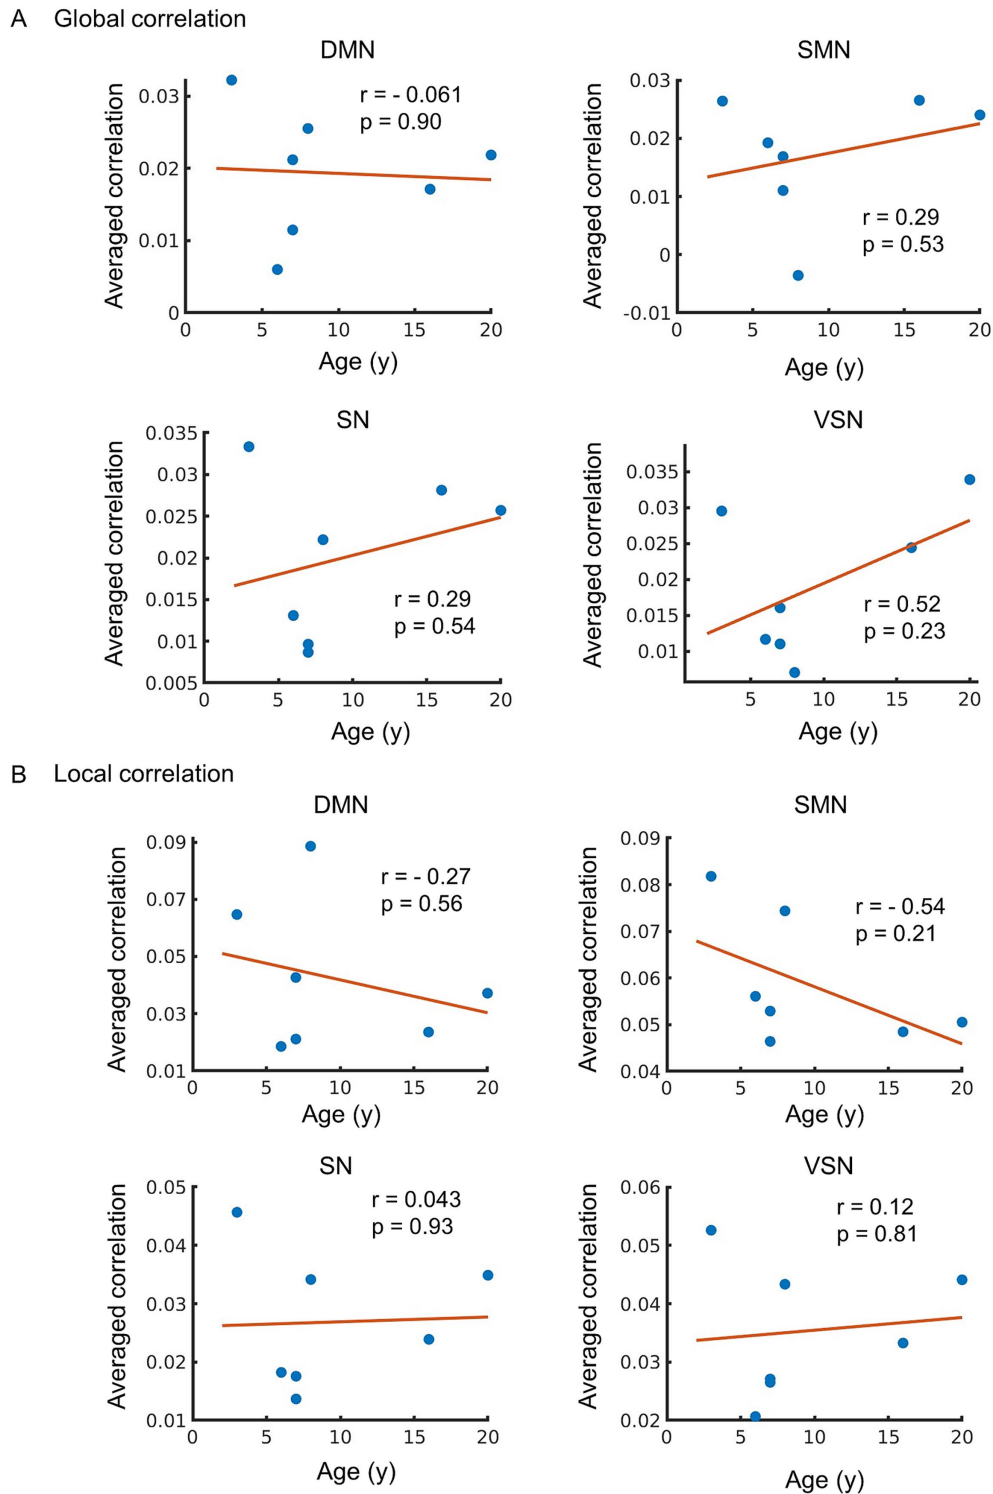 A Global correlation
DMN
Averaged correlation
0.03
0.02
0.01
0
r = - 0.061
p = 0.90
0 5 10 15 20
Age (y)
SMN
Averaged correlation
0.03
0.02
0.01
0
-0.01
r = 0.29
p = 0.53
0 5 10 15 20
Age (y)
SN
Averaged correlation
0.035
0.03
0.025
0.02
0.015
0.01
0.005
r = 0.29
p = 0.54
0 5 10 15 20
Age (y)
VSN
Averaged correlation
0.035
0.03
0.025
0.02
0.015
0.01
r = 0.52
p = 0.23
5 10 15 20
Age (y)
B Local correlation
DMN
Averaged correlation
0.09
0.07
0.05
0.03
0.01
r = - 0.27
p = 0.56
0 5 10 15 20
Age (y)
SMN
Averaged correlation
0.09
0.08
0.07
0.06
0.05
0.04
r = - 0.54
p = 0.21
0 5 10 15 20
Age (y)
SN
Averaged correlation
0.05
0.04
0.03
0.02
0.01
r = 0.043
p = 0.93
0 5 10 15 20
Age (y)
VSN
Averaged correlation
0.06
0.05
0.04
0.03
0.02
r = 0.12
p = 0.81
0 5 10 15 20
Age (y)